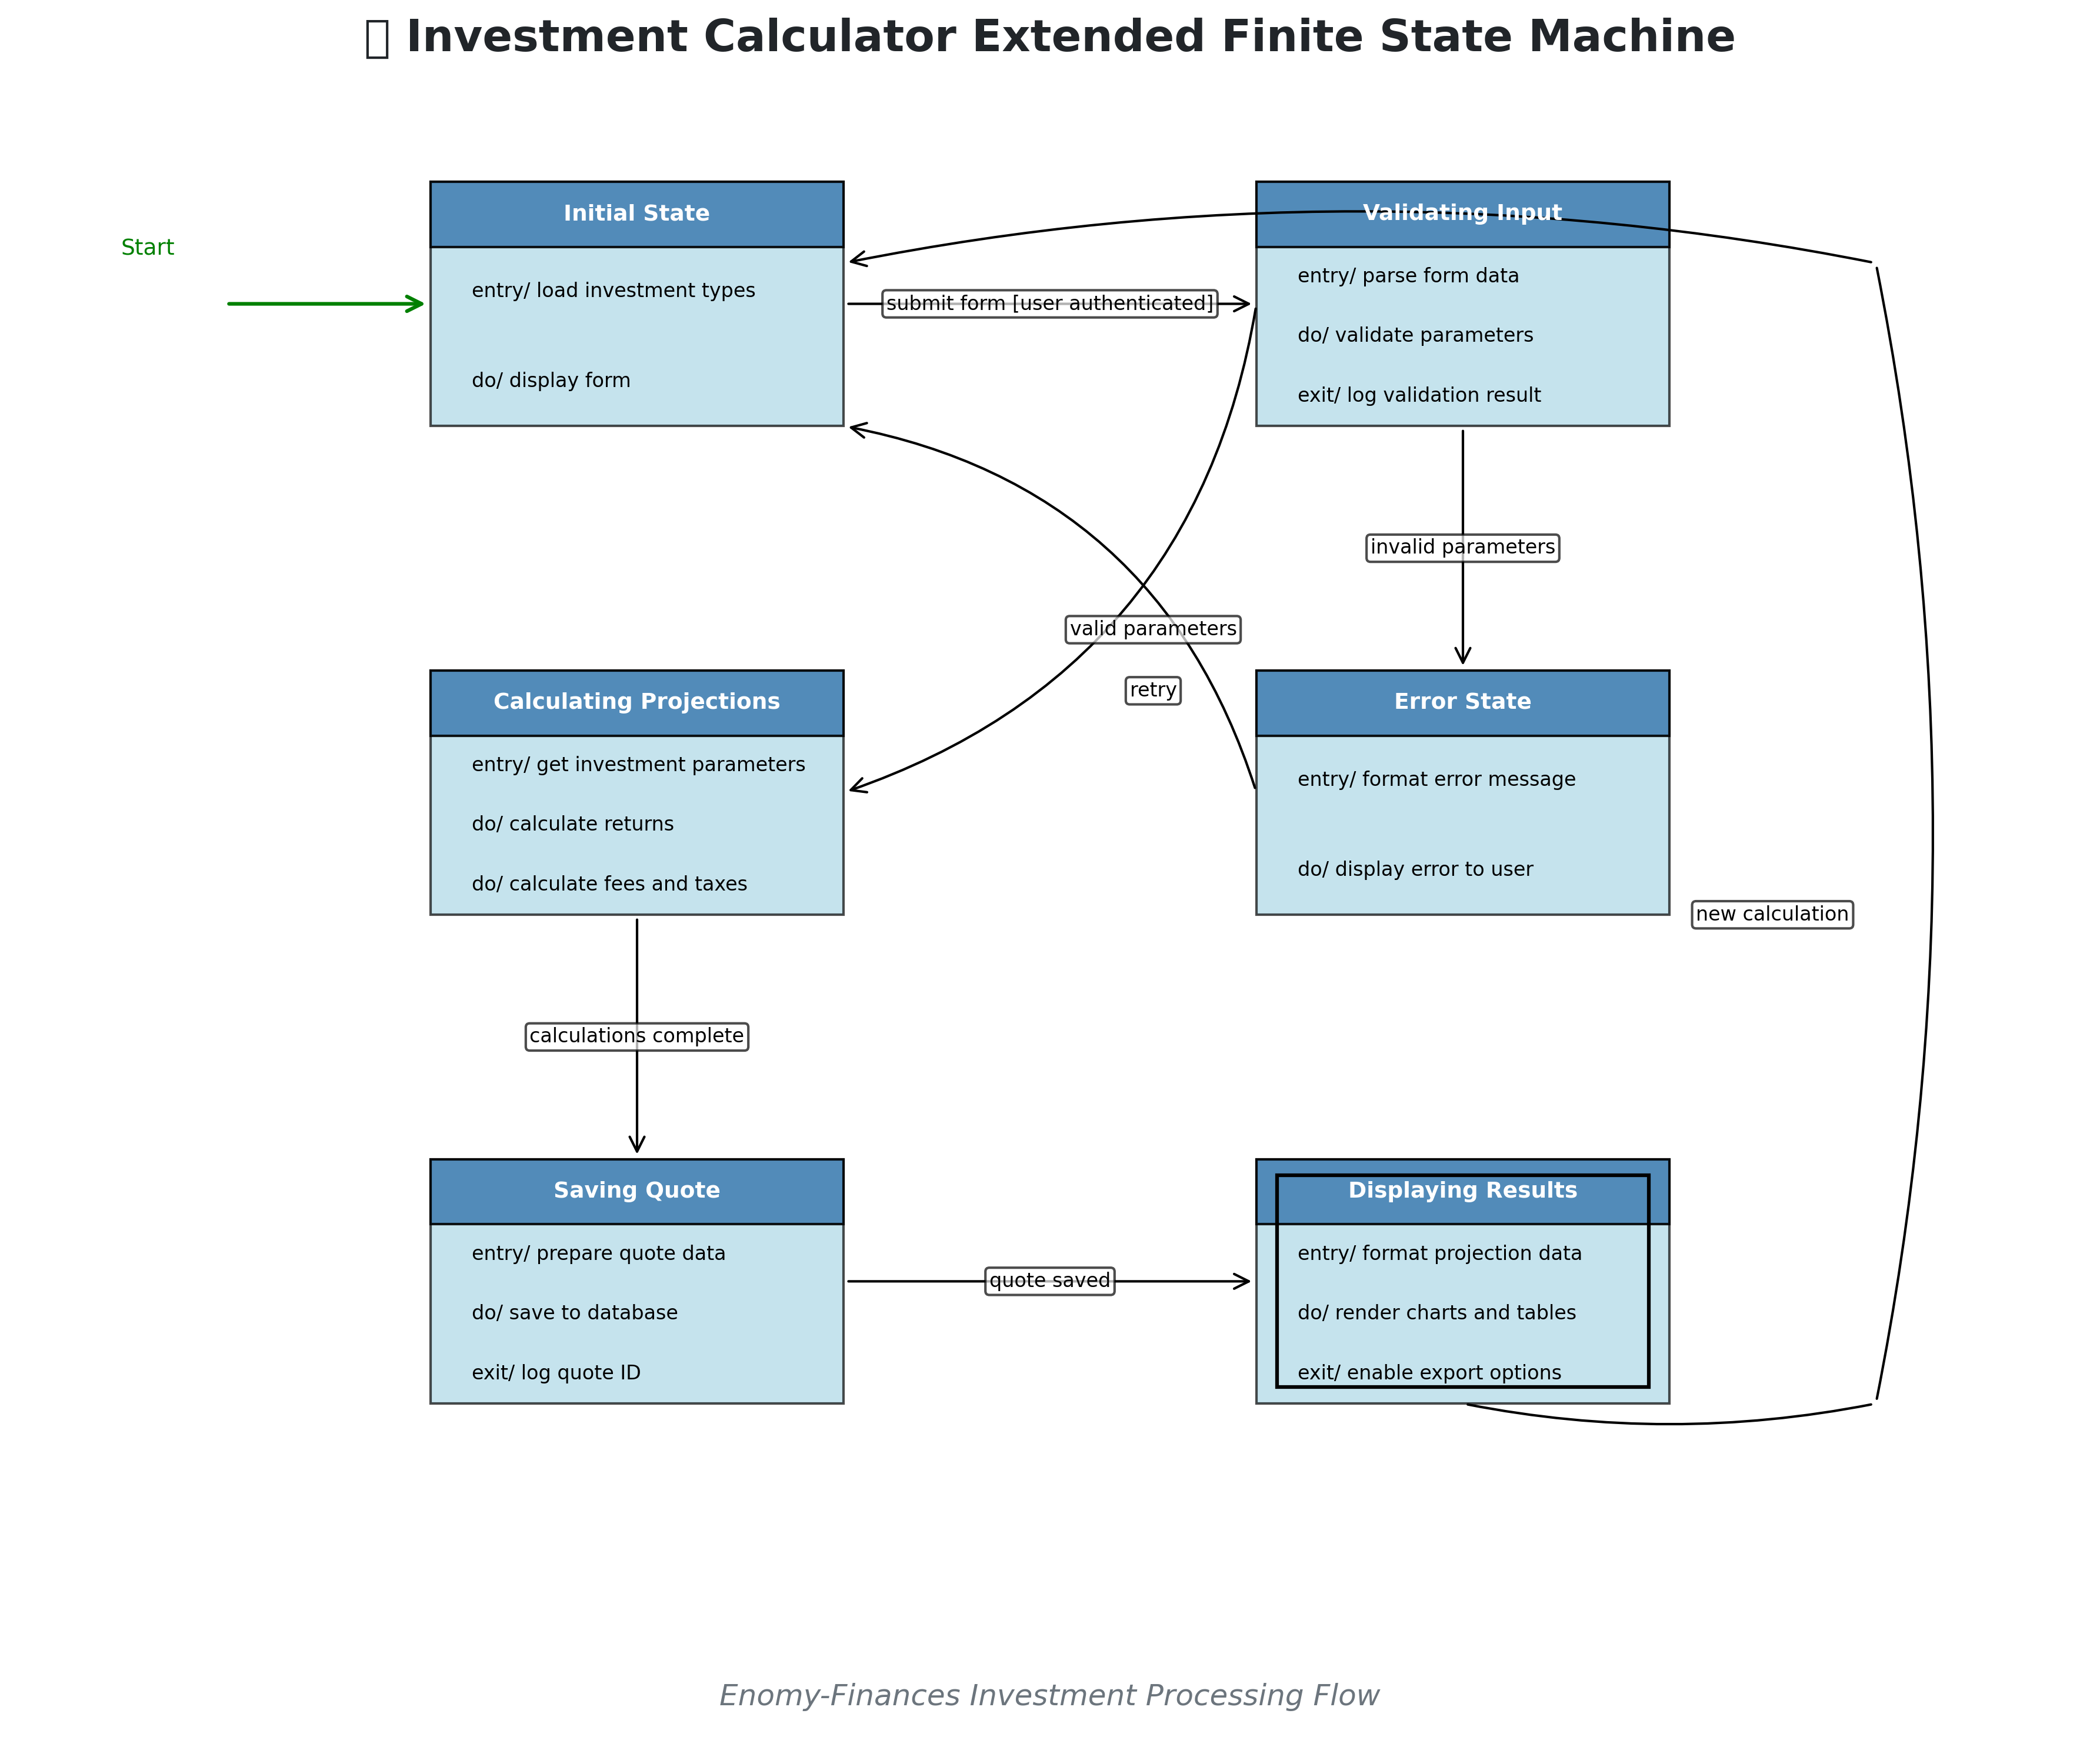 Investment Calculator Extended Finite State Machine
Start
Initial State
entry/ load investment types
do/ display form
submit form [user authenticated]
Validating Input
entry/ parse form data
do/ validate parameters
exit/ log validation result
invalid parameters
valid parameters
retry
Calculating Projections
entry/ get investment parameters
do/ calculate returns
do/ calculate fees and taxes
Error State
entry/ format error message
do/ display error to user
new calculation
calculations complete
Saving Quote
entry/ prepare quote data
do/ save to database
exit/ log quote ID
quote saved
Displaying Results
entry/ format projection data
do/ render charts and tables
exit/ enable export options
Enomy-Finances Investment Processing Flow